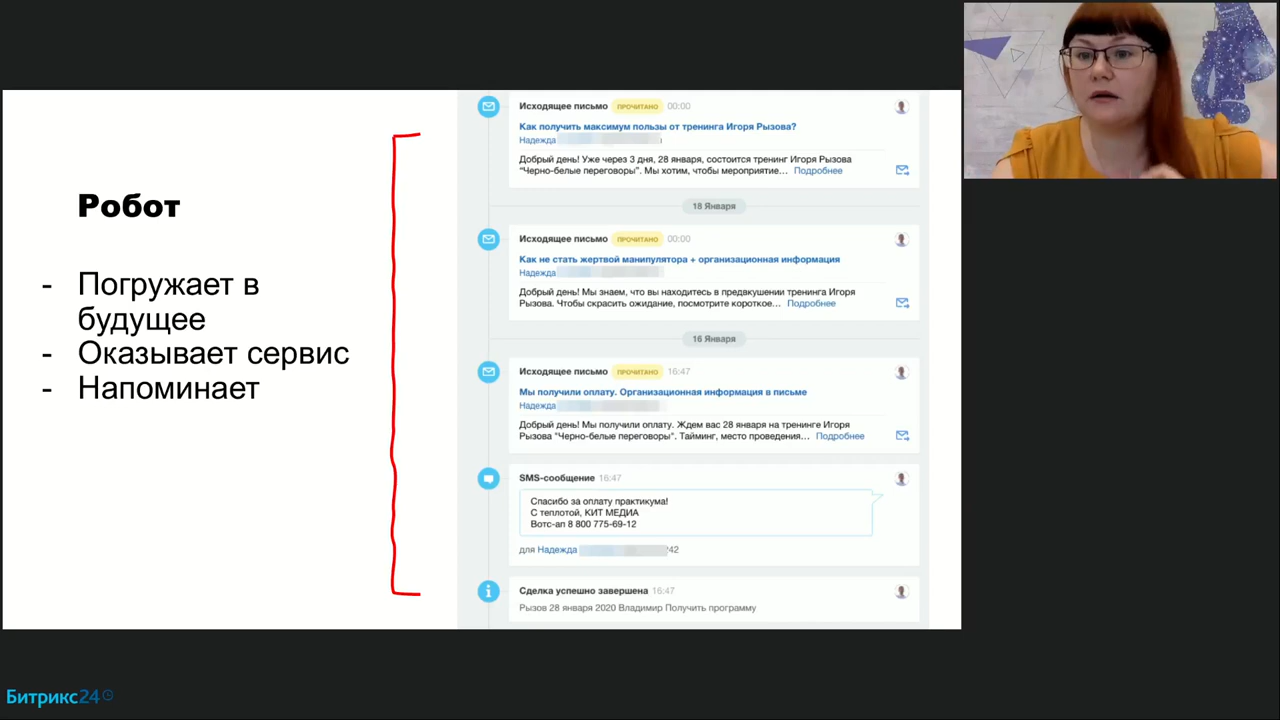 Робот
- Погружает в
будущее
- Оказывает сервис
- Напоминает
Исходящее письмо ПРОЧИТАНО 00:00
Как получить максимум пользы от тренинга Игоря Рызова?
Надежда
Добрый день! Уже через 3 дня, 28 января, состоится тренинг Игоря Рызова
"Черно-белые переговоры". Мы хотим, чтобы мероприятие... Подробнее
18 Января
Исходящее письмо ПРОЧИТАНО 00:00
Как не стать жертвой манипулятора + организационная информация
Надежда
Добрый день! Мы знаем, что вы находитесь в предвкушении тренинга Игоря
Рызова. Чтобы скрасить ожидание, посмотрите короткое... Подробнее
16 Января
Исходящее письмо ПРОЧИТАНО 16:47
Мы получили оплату. Организационная информация в письме
Надежда
Добрый день! Мы получили оплату. Ждем вас 28 января на тренинге Игоря
Рызова "Черно-белые переговоры". Тайминг, место проведения... Подробнее
SMS-сообщение 16:47
Спасибо за оплату практикума!
С теплотой, КИТ МЕДИА
Вотс-ап 8 800 775-69-12
для Надежда 42
Сделка успешно завершена 16:47
Рызов 28 января 2020 Владимир Получить программу
Битрикс24